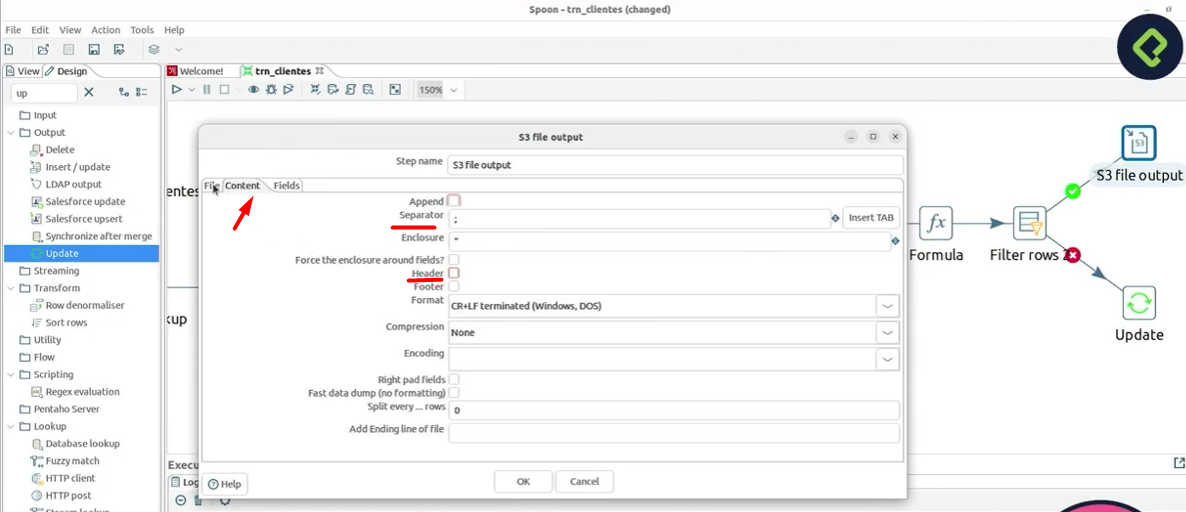 Spoon - trn_clientes (changed)
File Edit View Action Tools Help
View Design
Welcome! trn_clientes
up
150%
Input
Output
Delete
Insert / update
LDAP output
Salesforce update
Salesforce upsert
Synchronize after merge
Update
Streaming
Transform
Row denormaliser
Sort rows
Utility
Flow
Scripting
Regex evaluation
Pentaho Server
Lookup
Database lookup
Fuzzy match
HTTP client
HTTP post
S3 file output
Step name S3 file output
File Content Fields
Append
Separator ; Insert TAB
Enclosure "
Force the enclosure around fields?
Header
Footer
Format CR+LF terminated (Windows, DOS)
Compression None
Encoding
Right pad fields
Fast data dump (no formatting)
Split every ... rows 0
Add Ending line of file
Help OK Cancel
entes
kup
Execu
Log
S3
S3 file output
fx
Formula
Filter rows 2
Update